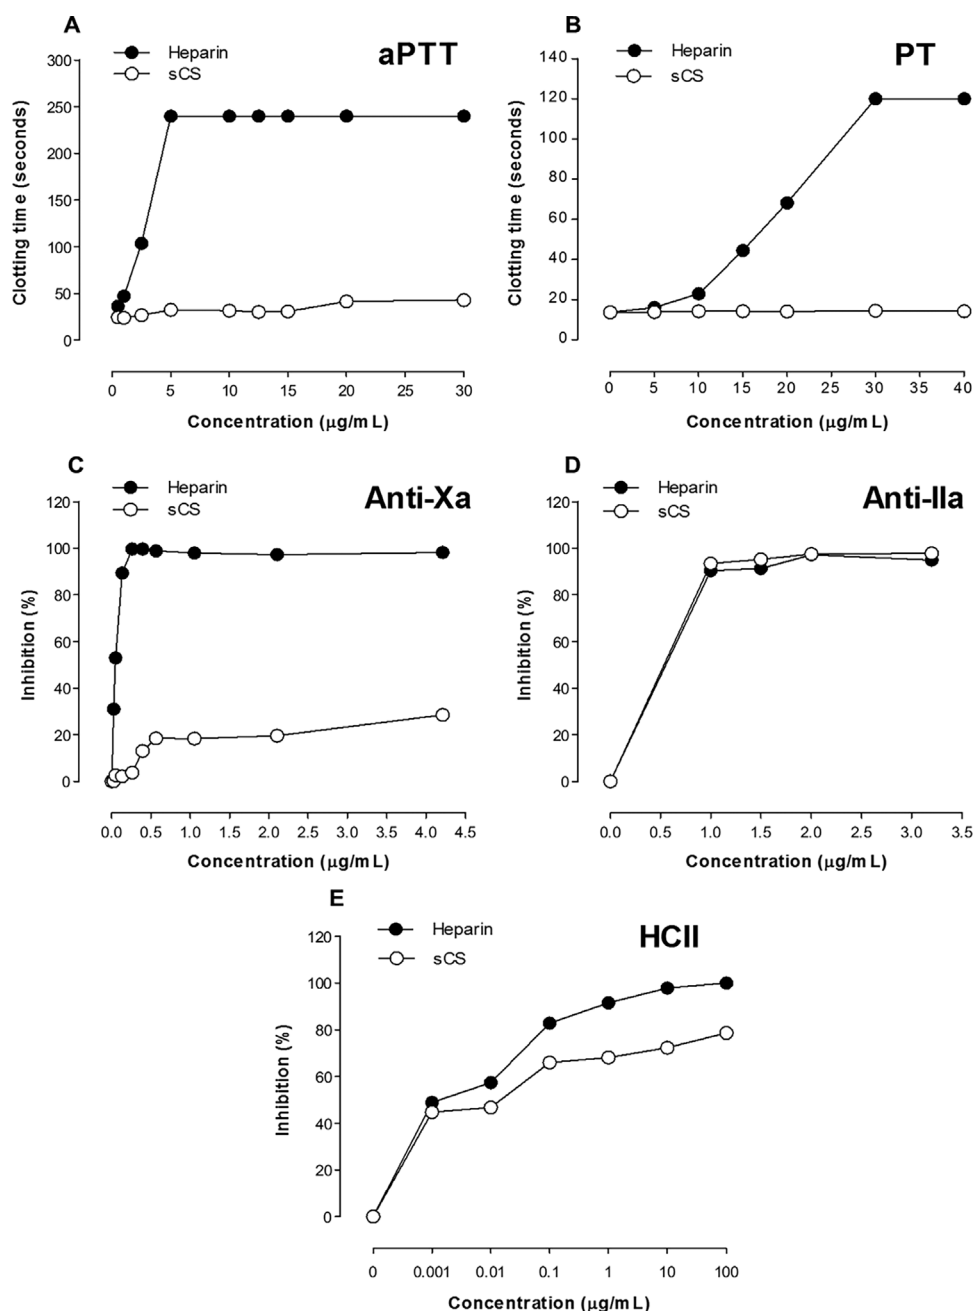 A
Heparin
sCS
aPTT
300
250
200
150
100
50
0
Clotting time (seconds)
0 5 10 15 20 25 30
Concentration (μg/mL)
B
Heparin
sCS
PT
140
120
100
80
60
40
20
0
Clotting time (seconds)
0 5 10 15 20 25 30 35 40
Concentration (μg/mL)
C
Heparin
sCS
Anti-Xa
120
100
80
60
40
20
0
Inhibition (%)
0.0 0.5 1.0 1.5 2.0 2.5 3.0 3.5 4.0 4.5
Concentration (μg/mL)
D
Heparin
sCS
Anti-IIa
120
100
80
60
40
20
0
Inhibition (%)
0.0 0.5 1.0 1.5 2.0 2.5 3.0 3.5
Concentration (μg/mL)
E
Heparin
sCS
HCII
120
100
80
60
40
20
0
Inhibition (%)
0 0.001 0.01 0.1 1 10 100
Concentration (μg/mL)